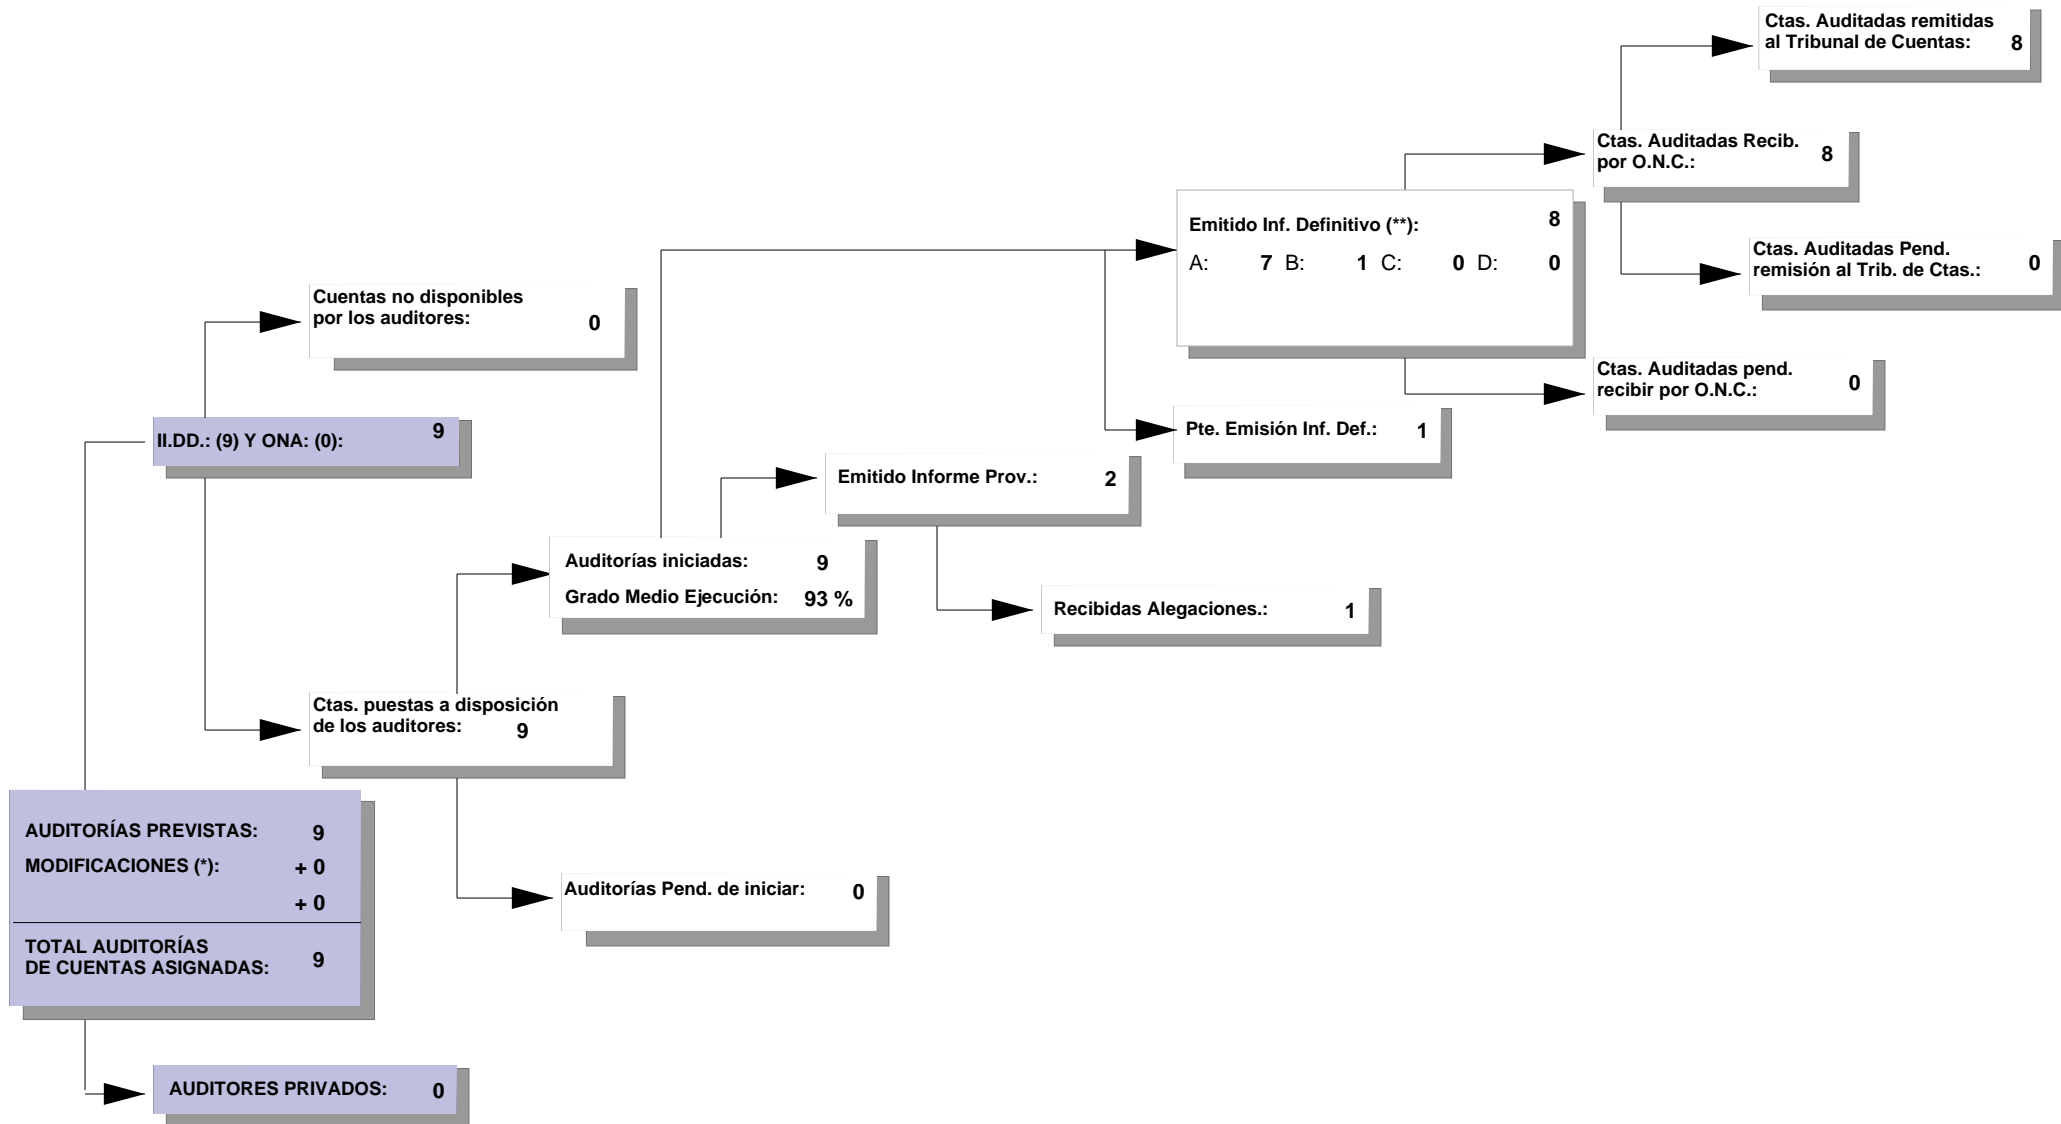 Ctas. Auditadas remitidas
al Tribunal de Cuentas: 8
Ctas. Auditadas Recib.
por O.N.C.: 8
Emitido Inf. Definitivo (**): 8
A: 7 B: 1 C: 0 D: 0
Ctas. Auditadas Pend.
remisión al Trib. de Ctas.: 0
Cuentas no disponibles
por los auditores: 0
Ctas. Auditadas pend.
recibir por O.N.C.: 0
II.DD.: (9) Y ONA: (0): 9
Pte. Emisión Inf. Def.: 1
Emitido Informe Prov.: 2
Auditorías iniciadas: 9
Grado Medio Ejecución: 93 %
Recibidas Alegaciones.: 1
Ctas. puestas a disposición
de los auditores: 9
AUDITORÍAS PREVISTAS: 9
MODIFICACIONES (*): + 0
+ 0
TOTAL AUDITORÍAS
DE CUENTAS ASIGNADAS: 9
Auditorías Pend. de iniciar: 0
AUDITORES PRIVADOS: 0